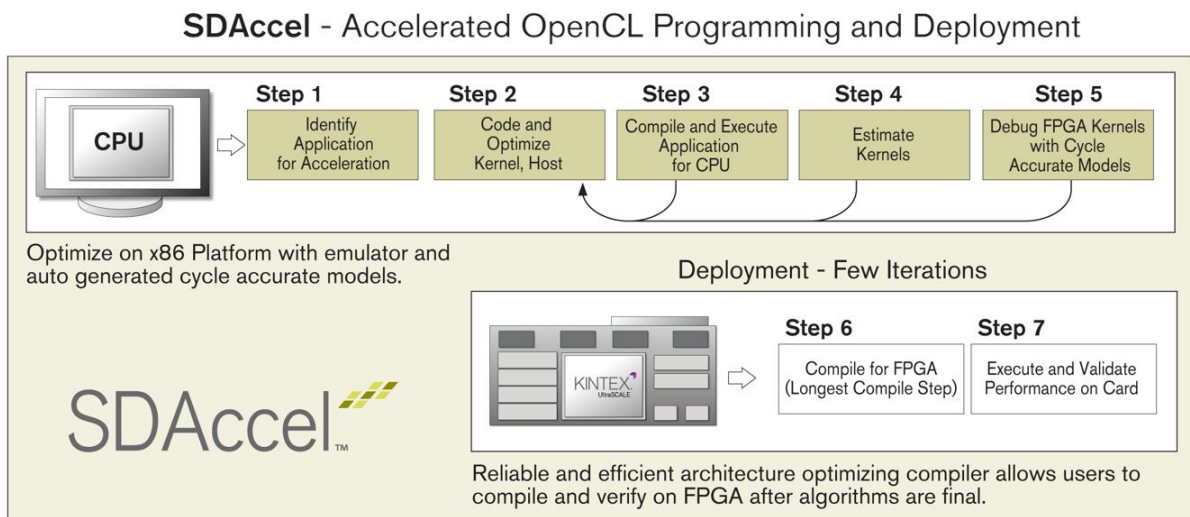 SDAccel - Accelerated OpenCL Programming and Deployment
CPU
Step 1
Identify
Application
for Acceleration
Step 2
Code and
Optimize
Kernel, Host
Step 3
Compile and Execute
Application
for CPU
Step 4
Estimate
Kernels
Step 5
Debug FPGA Kernels
with Cycle
Accurate Models
Optimize on x86 Platform with emulator and
auto generated cycle accurate models.
Deployment - Few Iterations
KINTEX
UltraSCALE
Step 6
Compile for FPGA
(Longest Compile Step)
Step 7
Execute and Validate
Performance on Card
SDAccel™
Reliable and efficient architecture optimizing compiler allows users to
compile and verify on FPGA after algorithms are final.